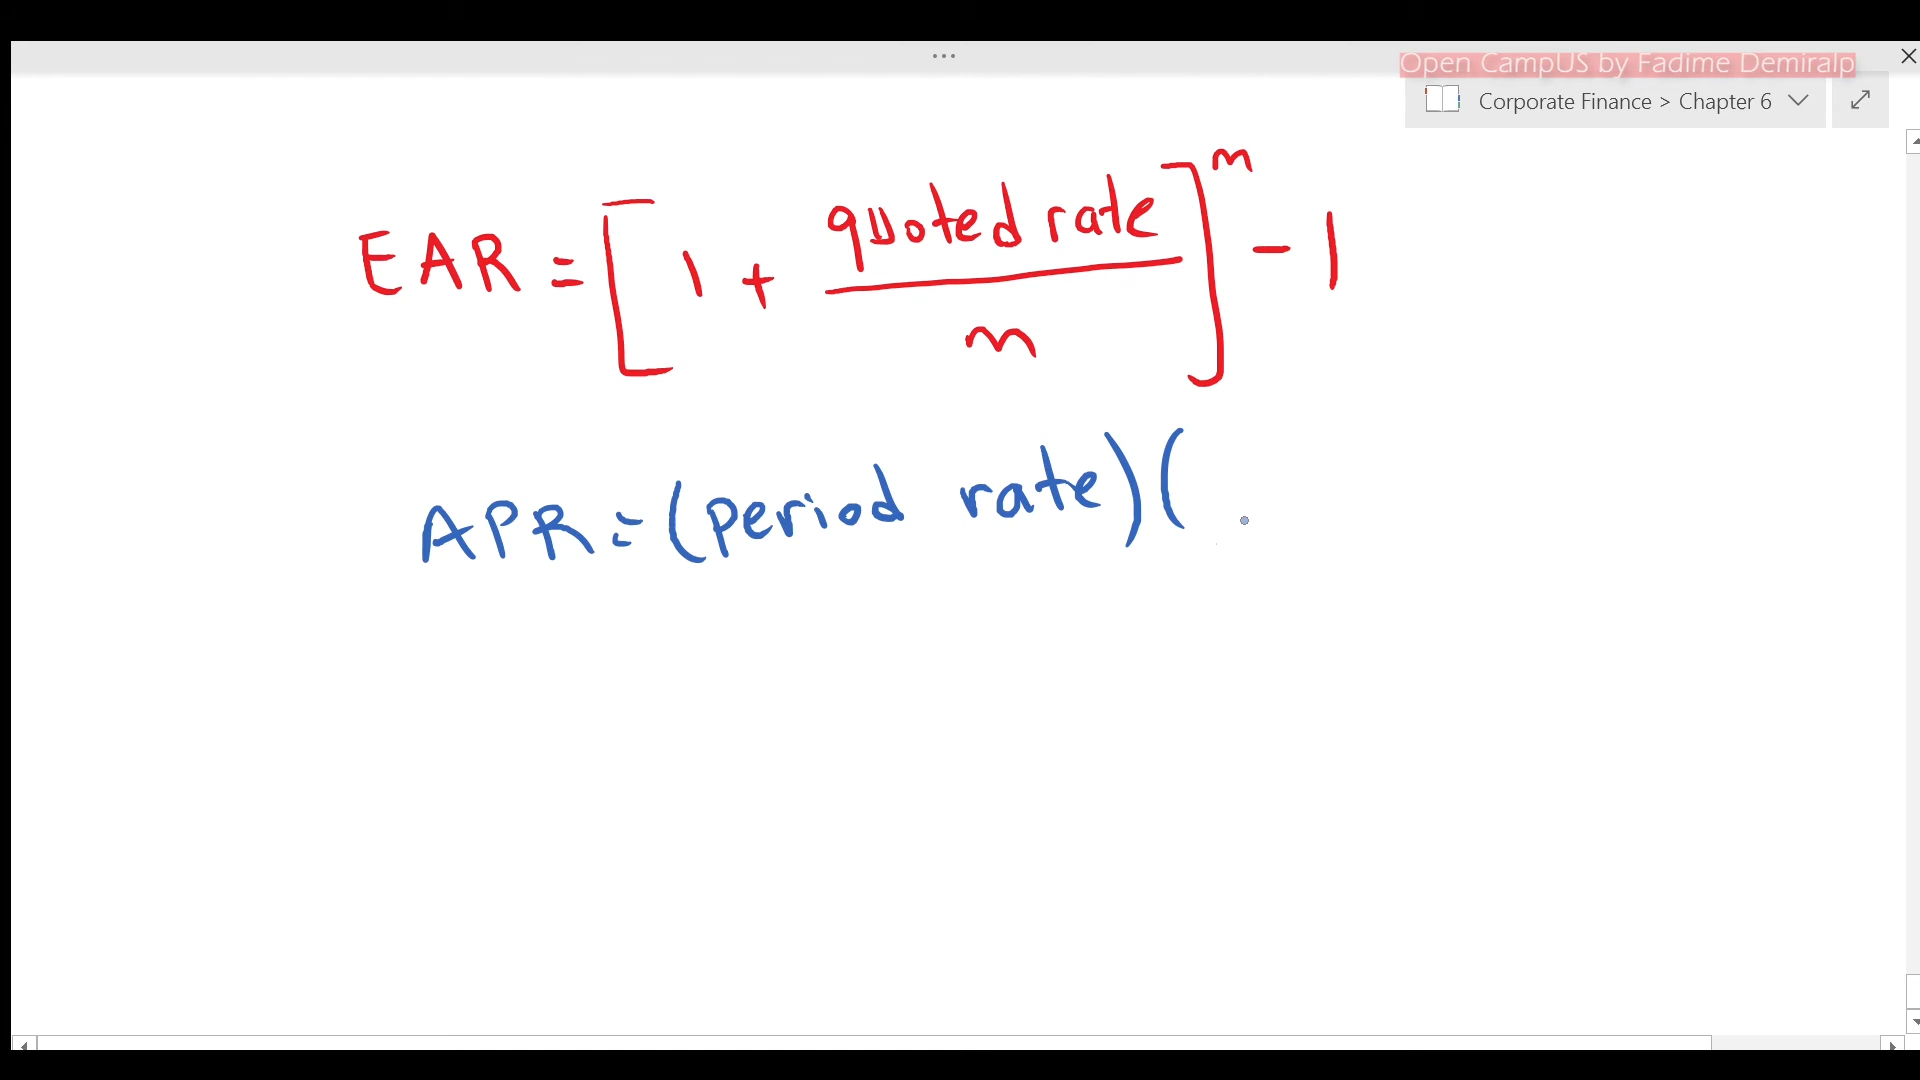 Open CampUS by Fadime Demiralp
Corporate Finance > Chapter 6
EAR = [ 1 + quoted rate / m ]^m - 1
APR = (period rate) (